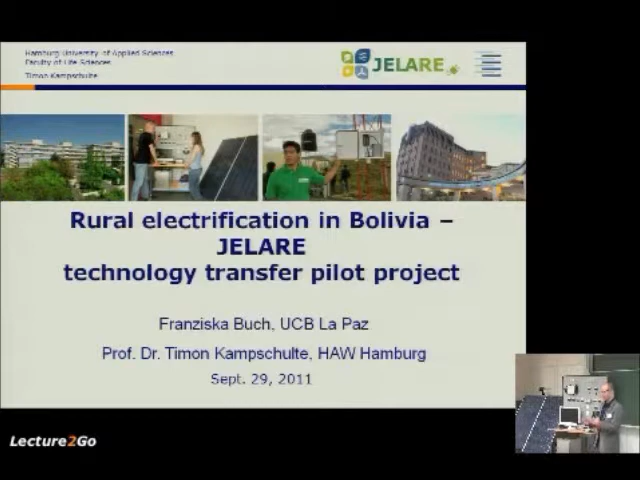 Hamburg University of Applied Sciences
Faculty of Life Sciences
Timon Kampschulte
JELARE
Rural electrification in Bolivia –
JELARE
technology transfer pilot project
Franziska Buch, UCB La Paz
Prof. Dr. Timon Kampschulte, HAW Hamburg
Sept. 29, 2011
Lecture2Go